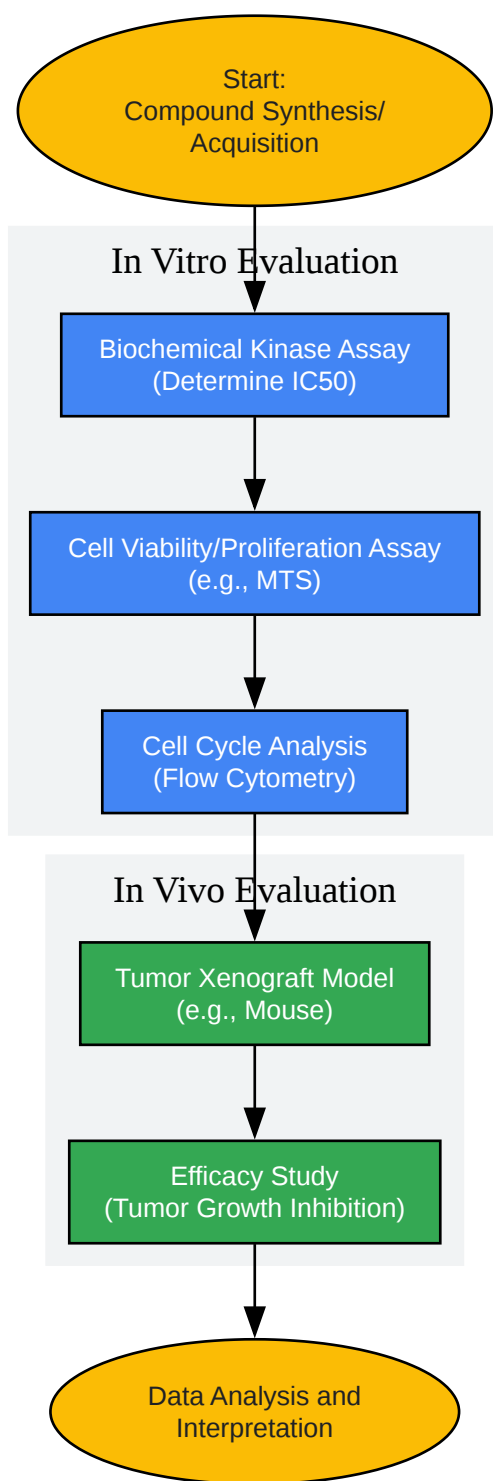 Start:
Compound Synthesis/
Acquisition
In Vitro Evaluation
Biochemical Kinase Assay
(Determine IC50)
Cell Viability/Proliferation Assay
(e.g., MTS)
Cell Cycle Analysis
(Flow Cytometry)
In Vivo Evaluation
Tumor Xenograft Model
(e.g., Mouse)
Efficacy Study
(Tumor Growth Inhibition)
Data Analysis and
Interpretation